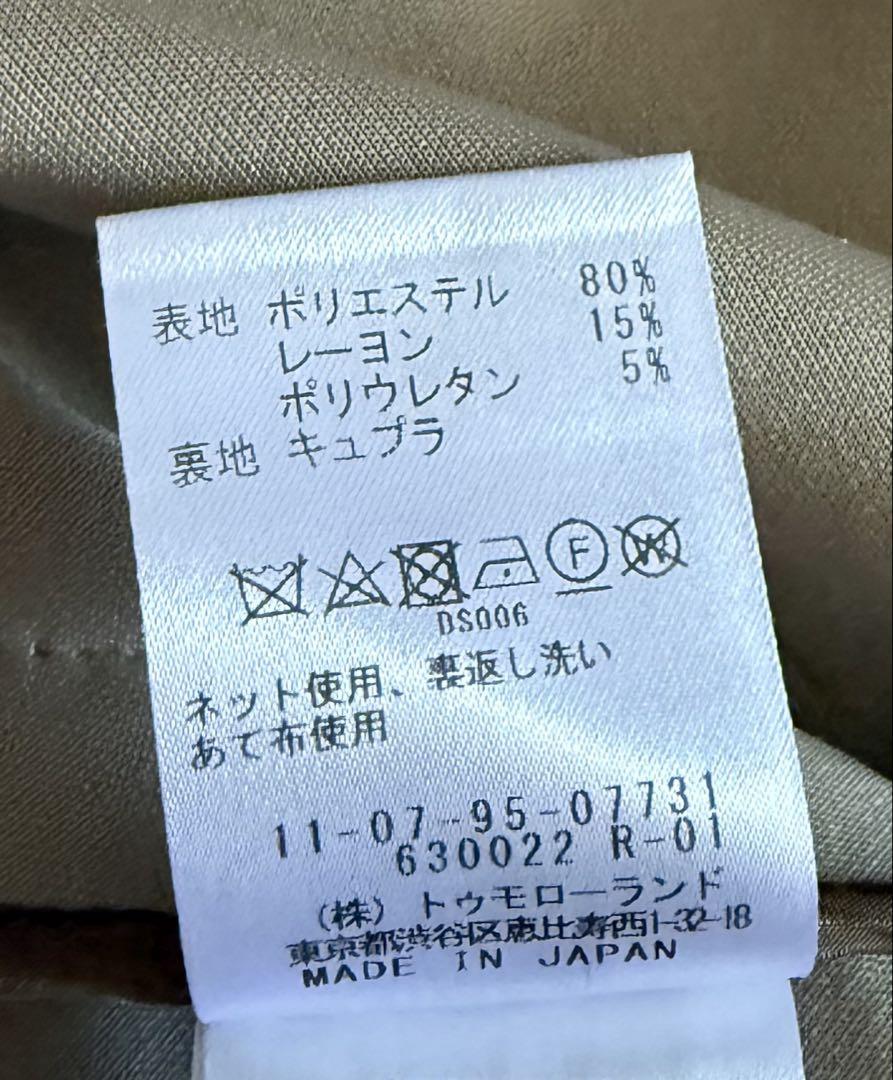 表地 ポリエステル 80%
レーヨン 15%
ポリウレタン 5%
裏地 キュプラ
F W
DS006
ネット使用、裏返し洗い
あて布使用
11-07-95-07731
630022 R-01
(株) トゥモローランド
東京都渋谷区恵比寿西1-32-18
MADE IN JAPAN